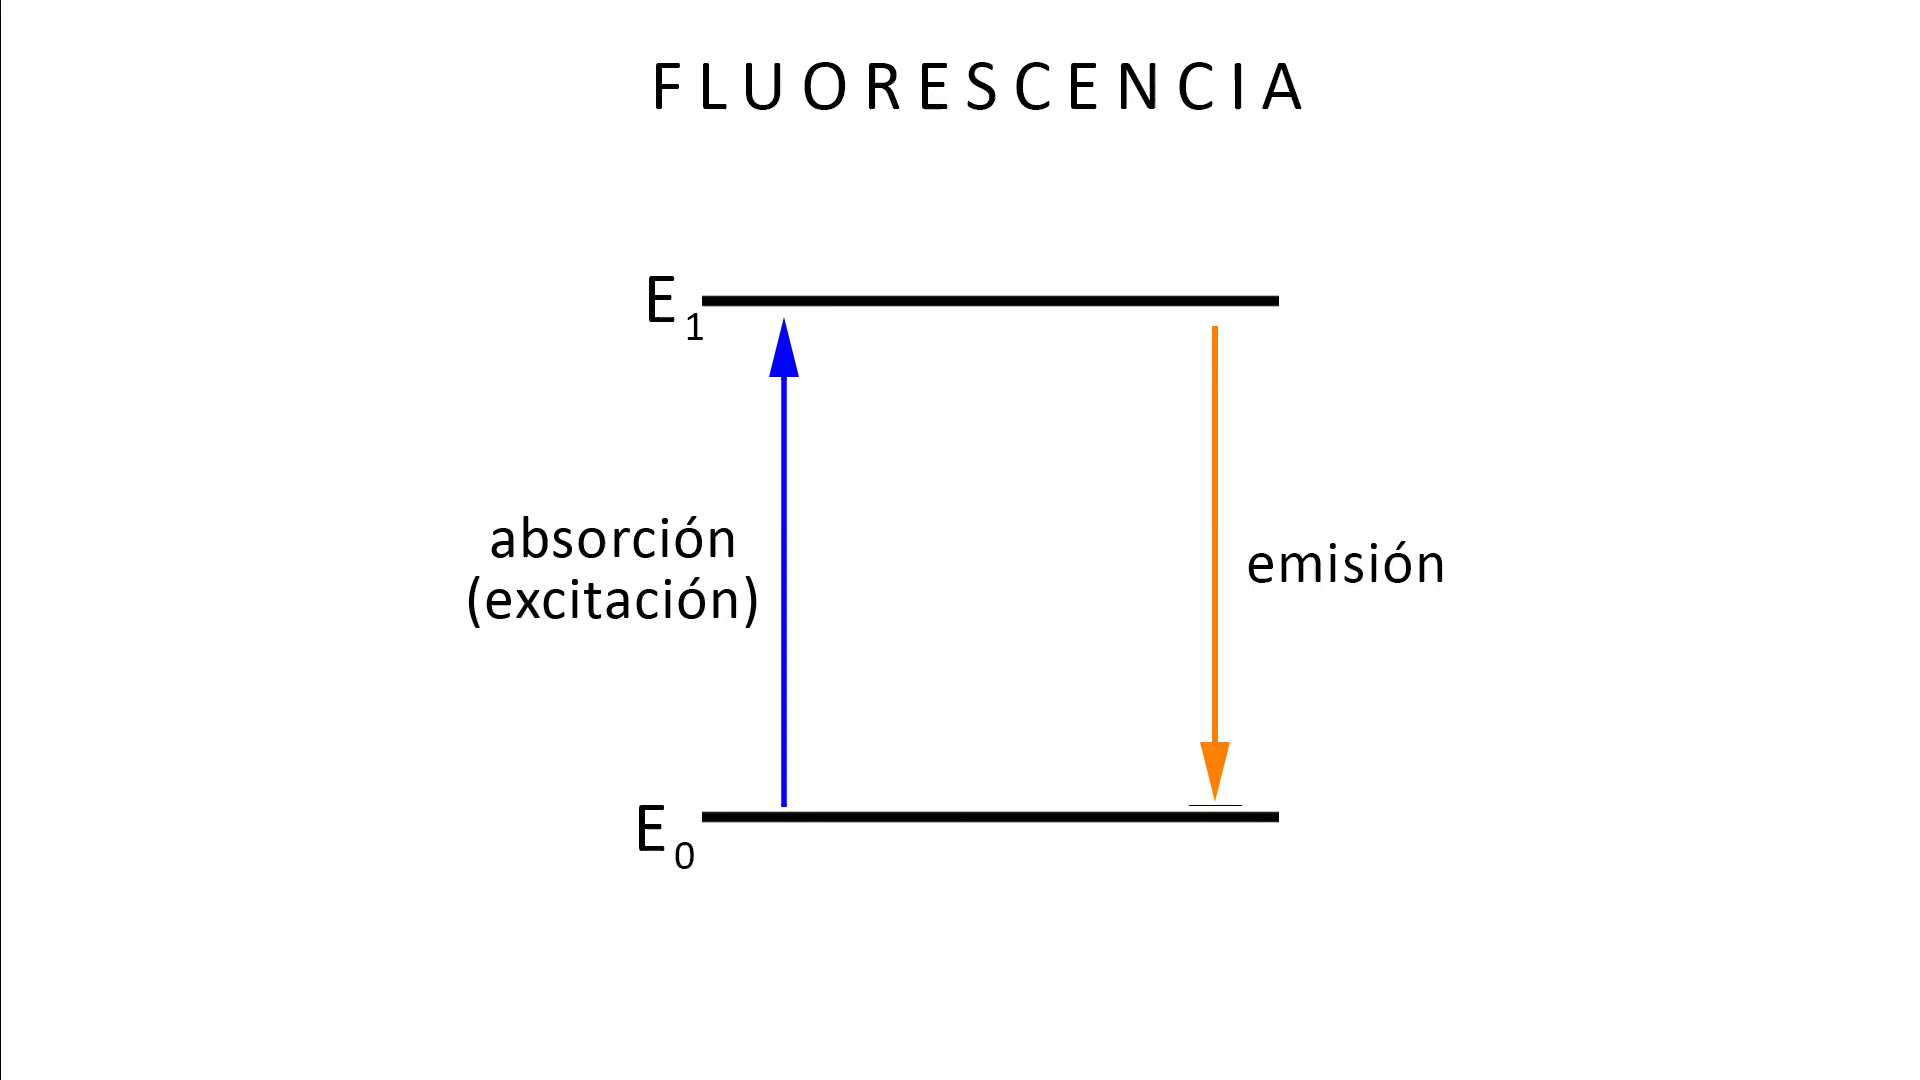 FLUORESCENCIA
E1
absorción
(excitación)
emisión
E0